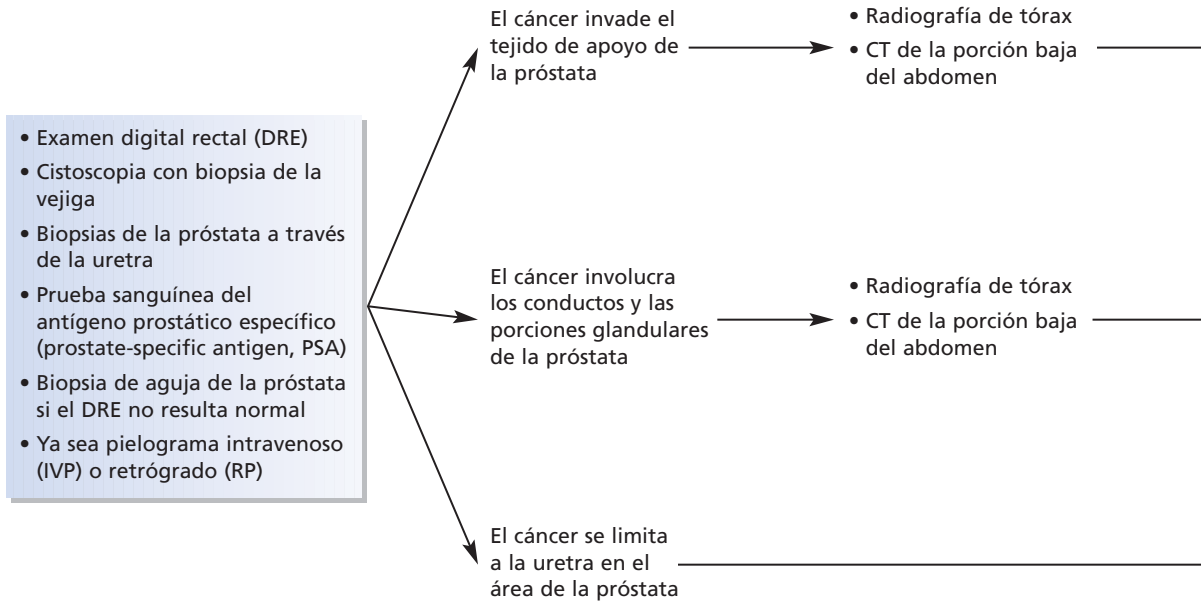 • Examen digital rectal (DRE)
• Cistoscopia con biopsia de la
vejiga
• Biopsias de la próstata a través
de la uretra
• Prueba sanguínea del
antígeno prostático específico
(prostate-specific antigen, PSA)
• Biopsia de aguja de la próstata
si el DRE no resulta normal
• Ya sea pielograma intravenoso
(IVP) o retrógrado (RP)
El cáncer invade el
tejido de apoyo de
la próstata
• Radiografía de tórax
• CT de la porción baja
del abdomen
El cáncer involucra
los conductos y las
porciones glandulares
de la próstata
• Radiografía de tórax
• CT de la porción baja
del abdomen
El cáncer se limita
a la uretra en el
área de la próstata